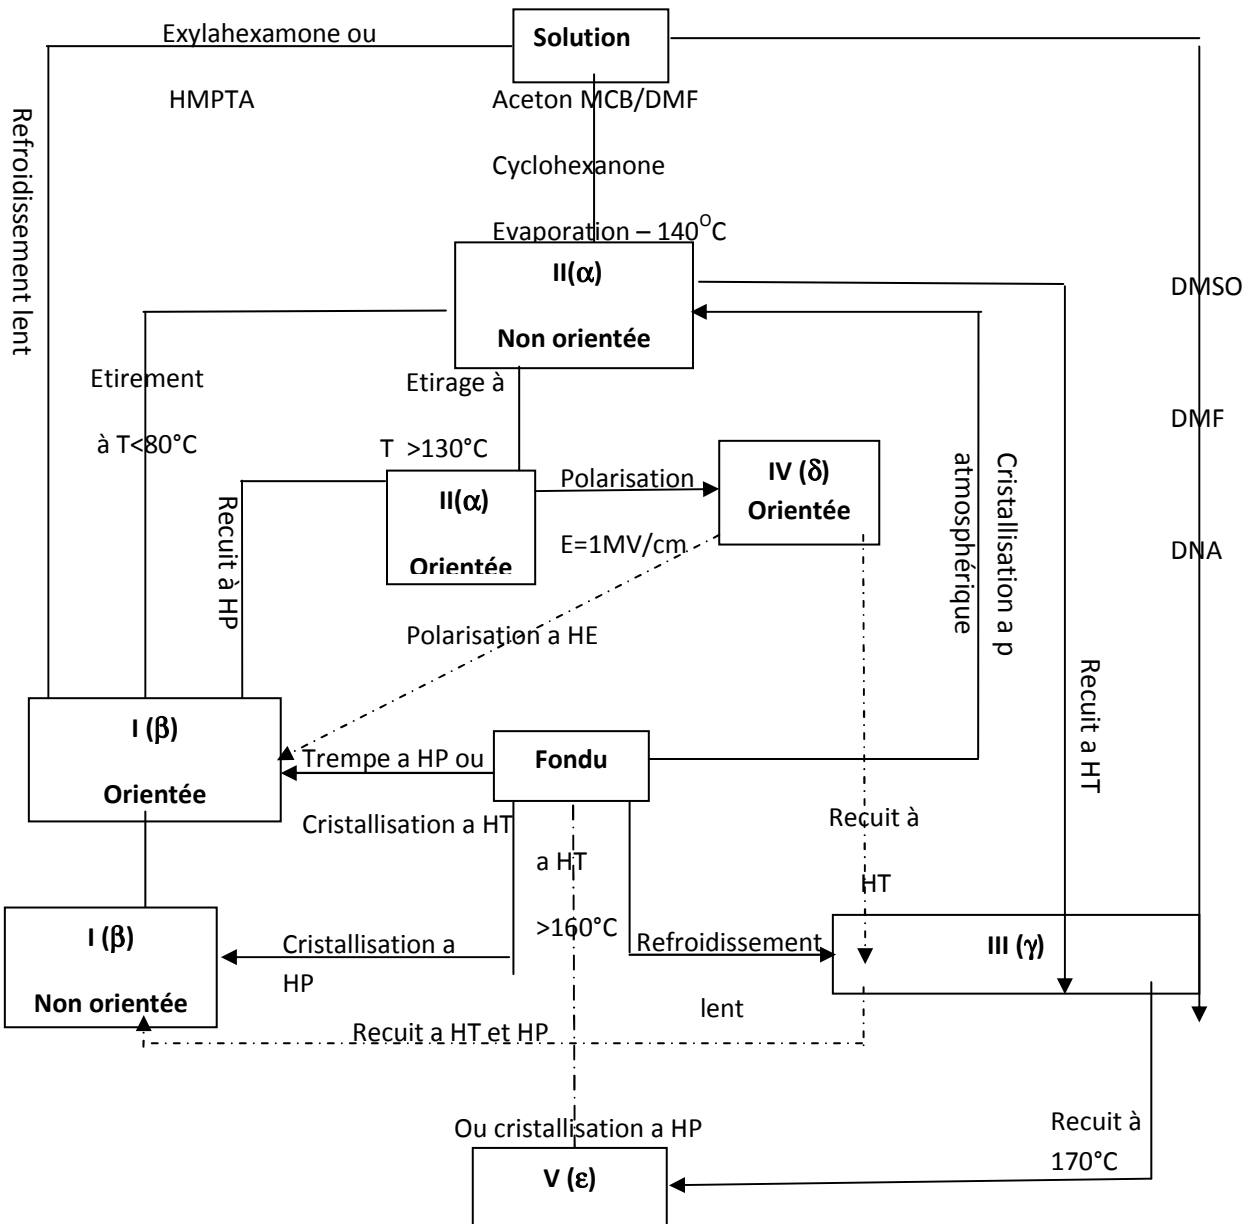 Exylahexamone ou
Solution
HMPTA
Aceton MCB/DMF
Cyclohexanone
Evaporation – 140°C
Refroidissement lent
II(α)
Non orientée
DMSO
DMF
DNA
Etirement
à T<80°C
Etirage à
T >130°C
II(α)
Orientée
Polarisation
E=1MV/cm
IV (δ)
Orientée
Cristallisation a p
atmosphérique
Recuit à HP
Polarisation a HE
Recuit a HT
I (β)
Orientée
Trempe a HP ou
Cristallisation a HT
Fondu
a HT
>160°C
Recuit à
HT
I (β)
Non orientée
Cristallisation a
HP
Refroidissement
lent
III (γ)
Recuit a HT et HP
Ou cristallisation a HP
V (ε)
Recuit à
170°C